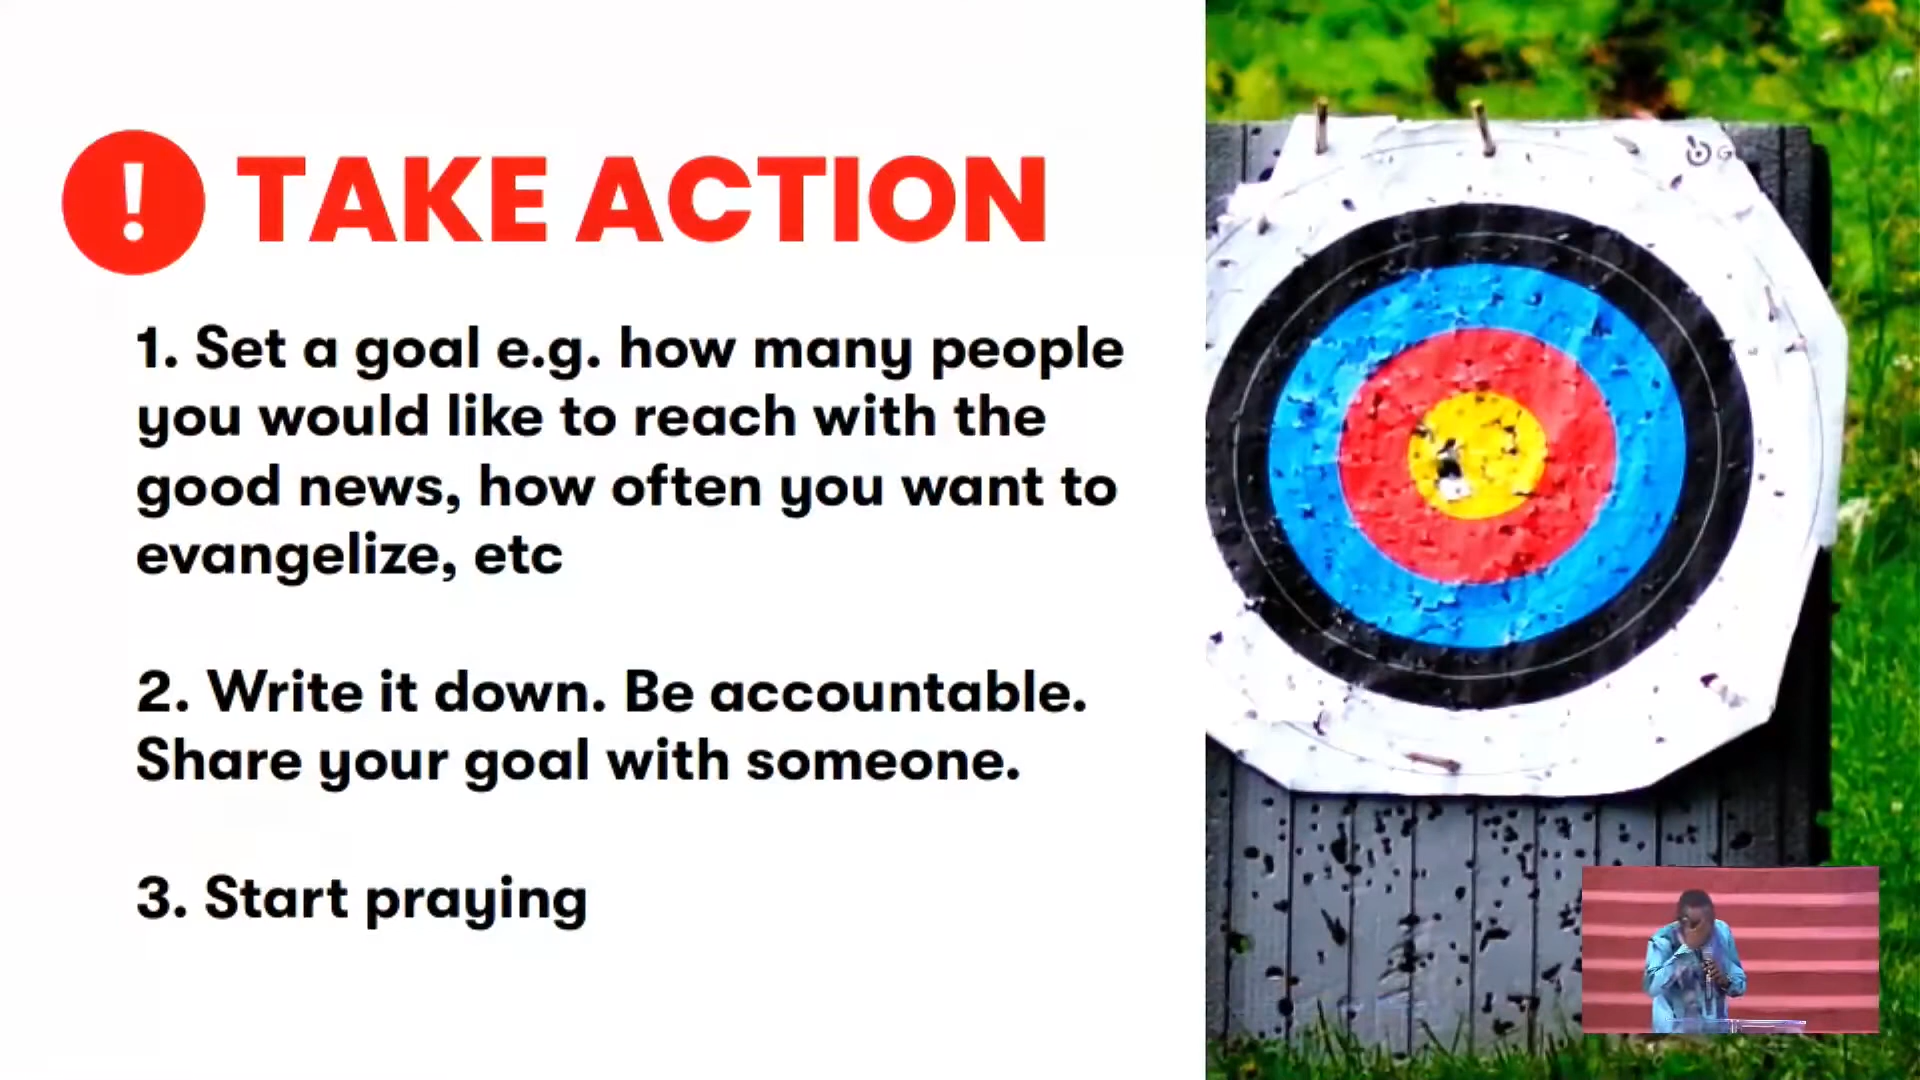 ! TAKE ACTION
1. Set a goal e.g. how many people
you would like to reach with the
good news, how often you want to
evangelize, etc
2. Write it down. Be accountable.
Share your goal with someone.
3. Start praying